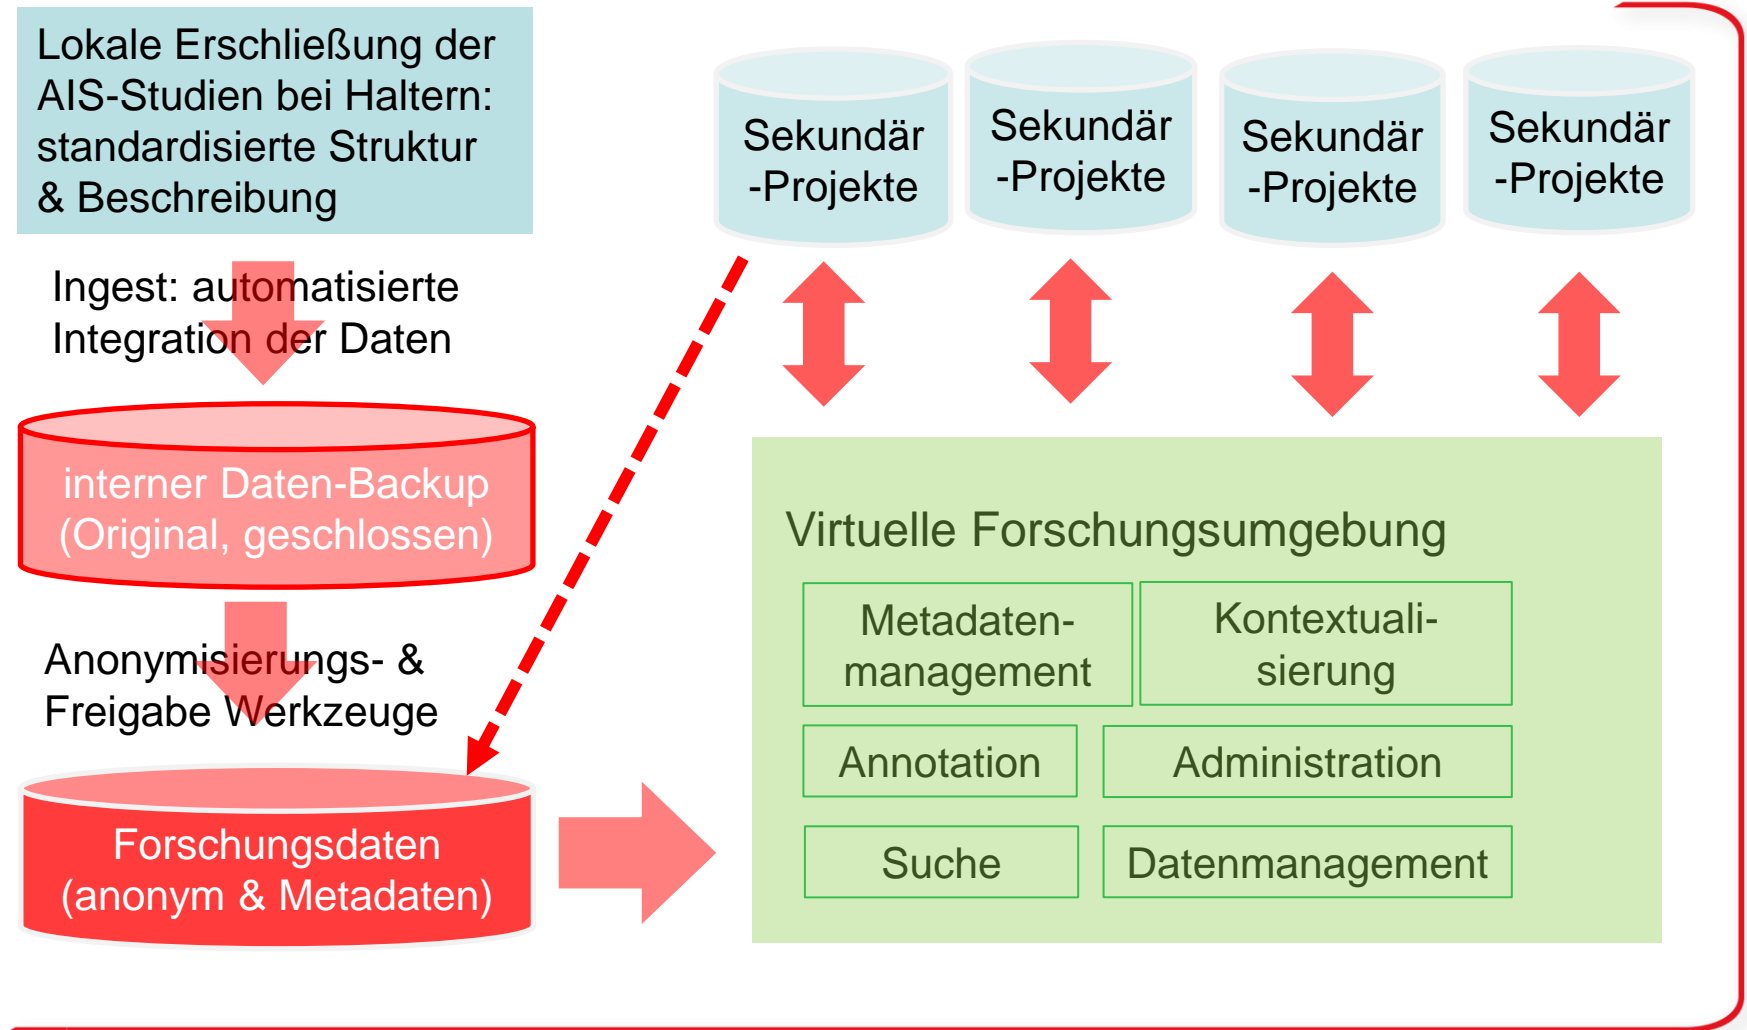 Lokale Erschließung der
AIS-Studien bei Haltern:
standardisierte Struktur
& Beschreibung
Ingest: automatisierte
Integration der Daten
interner Daten-Backup
(Original, geschlossen)
Anonymisierungs- &
Freigabe Werkzeuge
Forschungsdaten
(anonym & Metadaten)
Sekundär
-Projekte
Sekundär
-Projekte
Sekundär
-Projekte
Sekundär
-Projekte
Virtuelle Forschungsumgebung
Metadaten-
management
Kontextuali-
sierung
Annotation
Administration
Suche
Datenmanagement